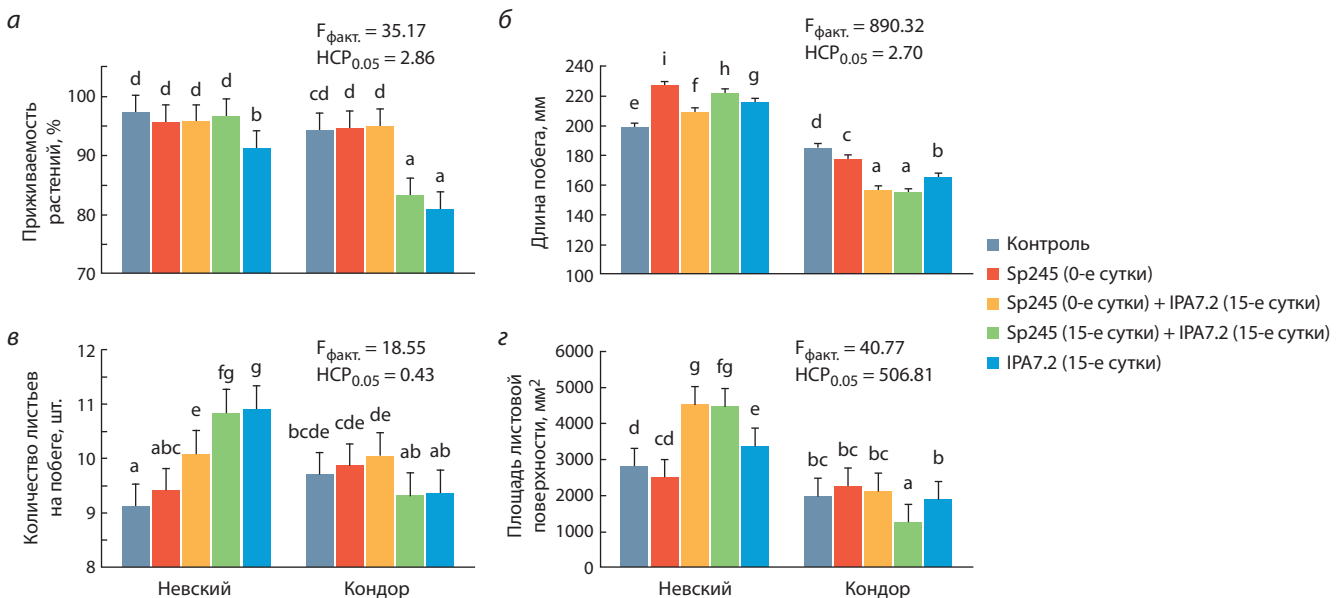 а
F факт. = 35.17
НСР 0.05 = 2.86
Приживаемость
растений, %
100
90
80
70
d d d d b
cd d d a a
б
F факт. = 890.32
НСР 0.05 = 2.70
Длина побега, мм
240
220
200
180
160
140
120
100
e i f h g
d c a a b
в
F факт. = 18.55
НСР 0.05 = 0.43
Количество листьев
на побеге, шт.
12
11
10
9
8
a abc e fg g
bcde cde de ab ab
Невский Кондор
г
F факт. = 40.77
НСР 0.05 = 506.81
Площадь листовой
поверхности, мм²
6000
5000
4000
3000
2000
1000
0
d cd g fg e
bc bc bc a b
Невский Кондор
Контроль
Sp245 (0-е сутки)
Sp245 (0-е сутки) + IPA7.2 (15-е сутки)
Sp245 (15-е сутки) + IPA7.2 (15-е сутки)
IPA7.2 (15-е сутки)